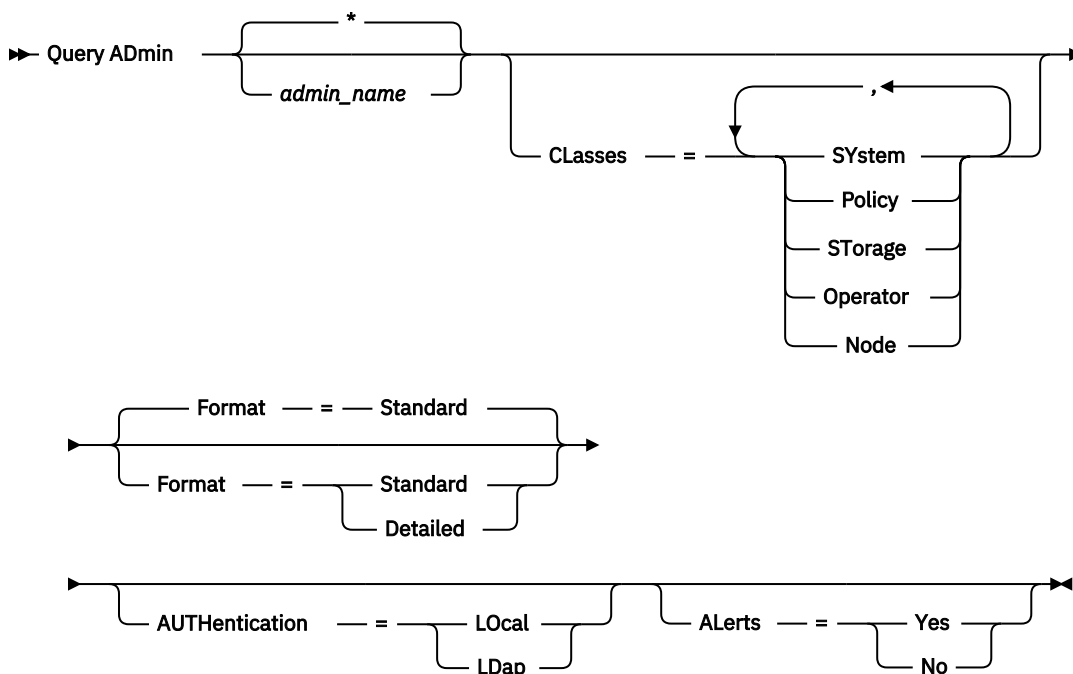 *
Query ADmin
admin_name
,
CLasses = SYstem
Policy
STorage
Operator
Node
Format = Standard
Format = Standard
Detailed
AUTHentication = LOcal
LDap
ALerts = Yes
No